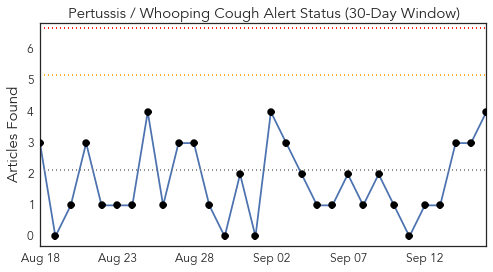 Pertussis / Whooping Cough Alert Status (30-Day Window)
Articles Found
6
5
4
3
2
1
0
Aug 18 Aug 23 Aug 28 Sep 02 Sep 07 Sep 12